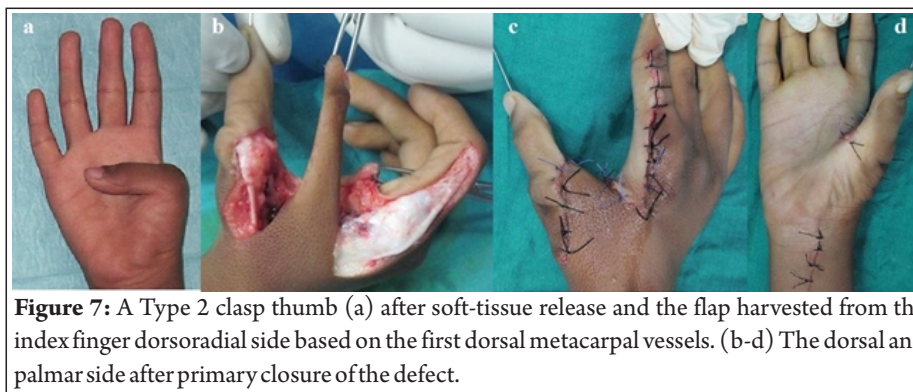 a b c d
Figure 7: A Type 2 clasp thumb (a) after soft-tissue release and the flap harvested from th
index finger dorsoradial side based on the first dorsal metacarpal vessels. (b-d) The dorsal an
palmar side after primary closure of the defect.